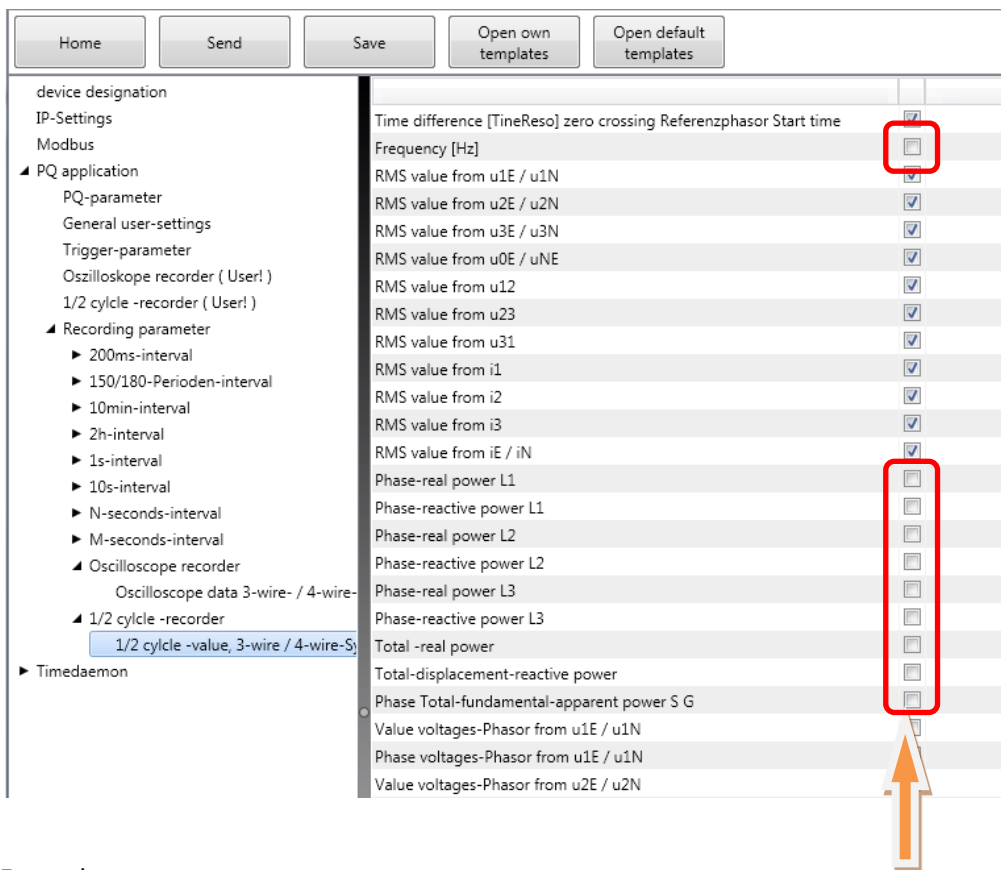 Home
Send
Save
Open own
templates
Open default
templates
device designation
IP-Settings
Modbus
PQ application
PQ-parameter
General user-settings
Trigger-parameter
Oszilloskope recorder ( User! )
1/2 cylcle -recorder ( User! )
Recording parameter
200ms-interval
150/180-Perioden-interval
10min-interval
2h-interval
1s-interval
10s-interval
N-seconds-interval
M-seconds-interval
Oscilloscope recorder
Oscilloscope data 3-wire- / 4-wire-
1/2 cylcle -recorder
1/2 cylcle -value, 3-wire / 4-wire-Sy
Timedaemon
Time difference [TineReso] zero crossing Referenzphasor Start time
Frequency [Hz]
RMS value from u1E / u1N
RMS value from u2E / u2N
RMS value from u3E / u3N
RMS value from u0E / uNE
RMS value from u12
RMS value from u23
RMS value from u31
RMS value from i1
RMS value from i2
RMS value from i3
RMS value from iE / iN
Phase-real power L1
Phase-reactive power L1
Phase-real power L2
Phase-reactive power L2
Phase-real power L3
Phase-reactive power L3
Total -real power
Total-displacement-reactive power
Phase Total-fundamental-apparent power S G
Value voltages-Phasor from u1E / u1N
Phase voltages-Phasor from u1E / u1N
Value voltages-Phasor from u2E / u2N